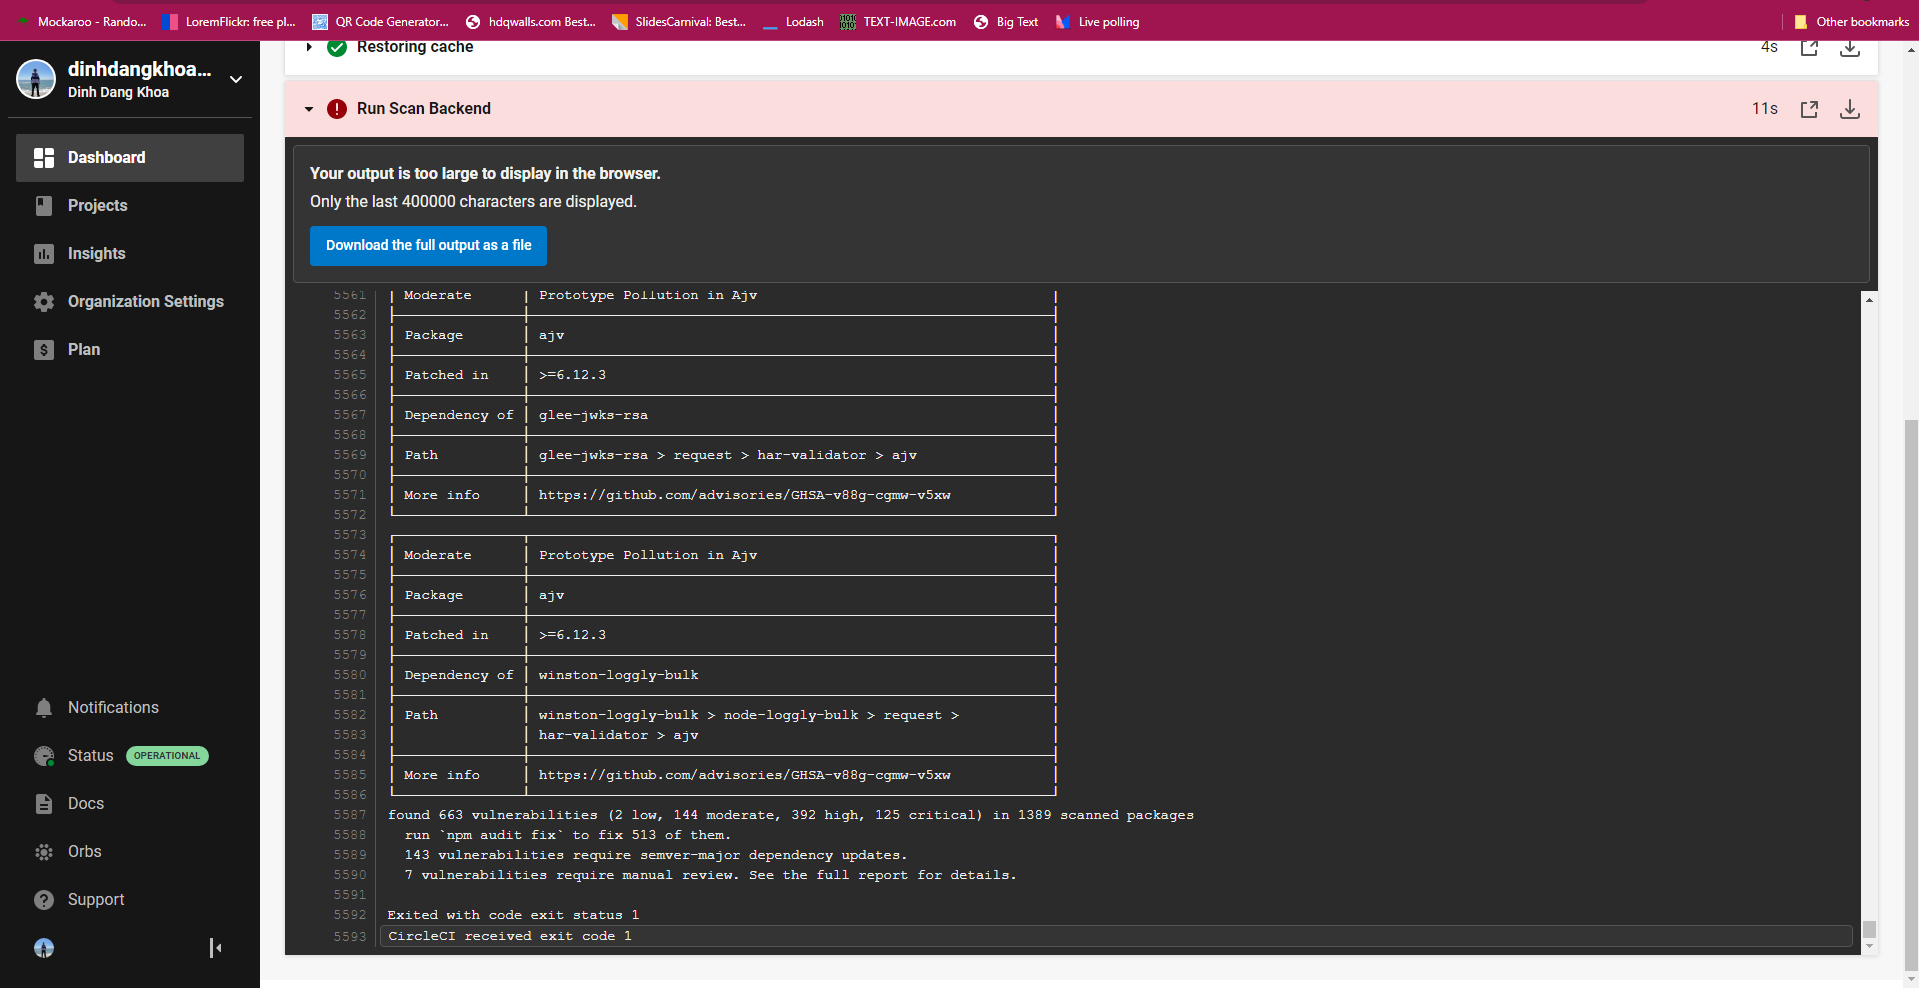 Mockaroo - Rando... LoremFlickr: free pl... QR Code Generator... hdqwalls.com Best... SlidesCarnival: Best... Lodash TEXT-IMAGE.com Big Text Live polling Other bookmarks
dinhdangkhoa...
Dinh Dang Khoa
Dashboard
Projects
Insights
Organization Settings
Plan
Notifications
Status OPERATIONAL
Docs
Orbs
Support
Restoring cache 4s
Run Scan Backend 11s
Your output is too large to display in the browser.
Only the last 400000 characters are displayed.
Download the full output as a file
5561 | Moderate | Prototype Pollution in Ajv |
5562
5563 | Package | ajv |
5564
5565 | Patched in | >=6.12.3 |
5566
5567 | Dependency of | glee-jwks-rsa |
5568
5569 | Path | glee-jwks-rsa > request > har-validator > ajv |
5570
5571 | More info | https://github.com/advisories/GHSA-v88g-cgmw-v5xw |
5572
5573
5574 | Moderate | Prototype Pollution in Ajv |
5575
5576 | Package | ajv |
5577
5578 | Patched in | >=6.12.3 |
5579
5580 | Dependency of | winston-loggly-bulk |
5581
5582 | Path | winston-loggly-bulk > node-loggly-bulk > request > |
5583 | | har-validator > ajv |
5584
5585 | More info | https://github.com/advisories/GHSA-v88g-cgmw-v5xw |
5586
5587 found 663 vulnerabilities (2 low, 144 moderate, 392 high, 125 critical) in 1389 scanned packages
5588 run `npm audit fix` to fix 513 of them.
5589 143 vulnerabilities require semver-major dependency updates.
5590 7 vulnerabilities require manual review. See the full report for details.
5591
5592 Exited with code exit status 1
5593 CircleCI received exit code 1